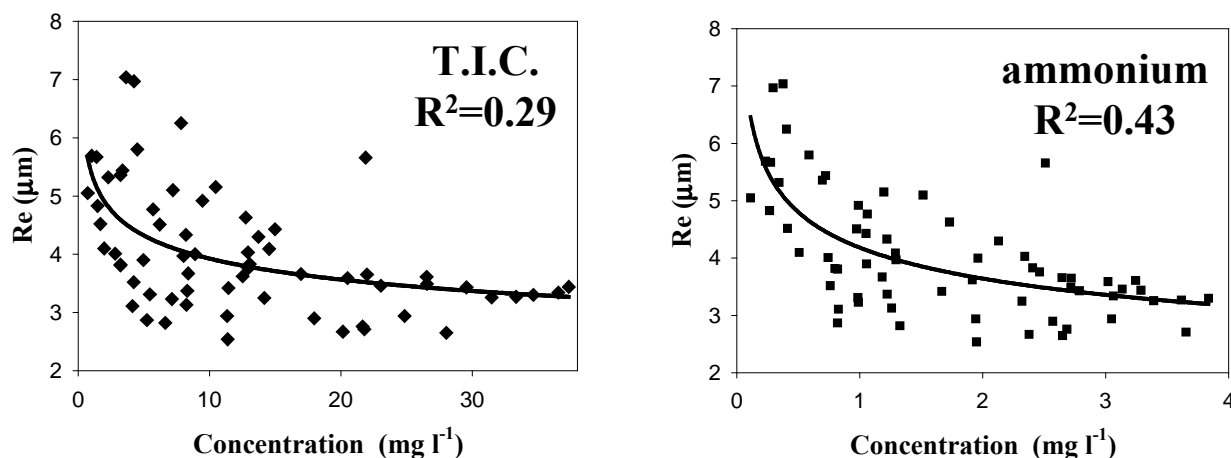 8
7
6
5
4
3
2
Re (μm)
T.I.C.
R²=0.29
0
10
20
30
Concentration (mg l⁻¹)
8
7
6
5
4
3
2
Re (μm)
ammonium
R²=0.43
0
1
2
3
4
Concentration (mg l⁻¹)